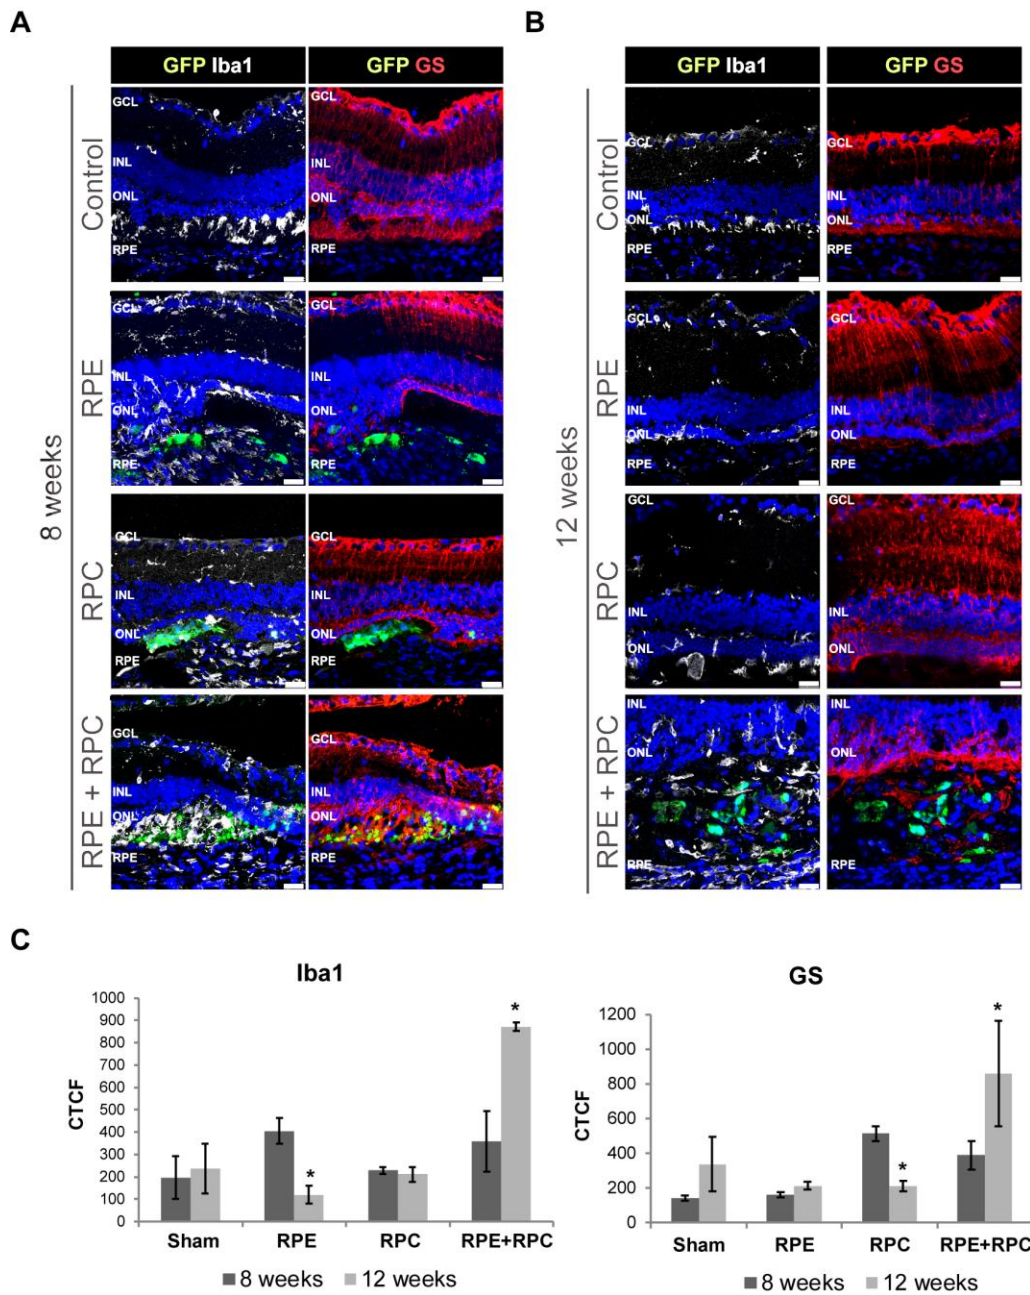 A
B
GFP Iba1
GFP GS
GFP Iba1
GFP GS
8 weeks
12 weeks
Control
GCL
INL
ONL
RPE
GCL
INL
ONL
RPE
Control
GCL
INL
ONL
RPE
GCL
INL
ONL
RPE
RPE
GCL
INL
ONL
RPE
GCL
INL
ONL
RPE
RPE
GCL
INL
ONL
RPE
GCL
INL
ONL
RPE
RPC
GCL
INL
ONL
RPE
GCL
INL
ONL
RPE
RPC
GCL
INL
ONL
GCL
INL
ONL
RPE + RPC
GCL
INL
ONL
RPE
GCL
INL
ONL
RPE
RPE + RPC
INL
ONL
RPE
INL
ONL
RPE
C
Iba1
CTCF
1000
900
800
700
600
500
400
300
200
100
0
*
*
Sham RPE RPC RPE+RPC
8 weeks 12 weeks
GS
CTCF
1200
1000
800
600
400
200
0
*
*
Sham RPE RPC RPE+RPC
8 weeks 12 weeks